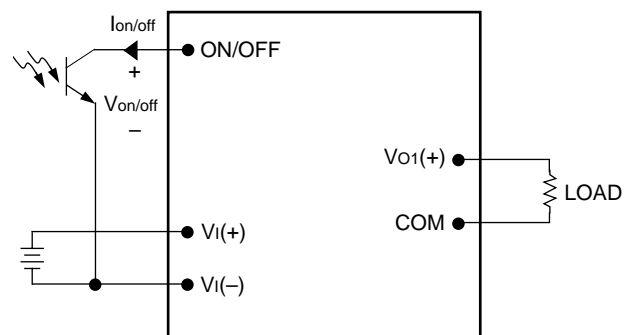 Ion/off
ON/OFF
+
Von/off
–
VO1(+)
LOAD
COM
VI(+)
VI(–)